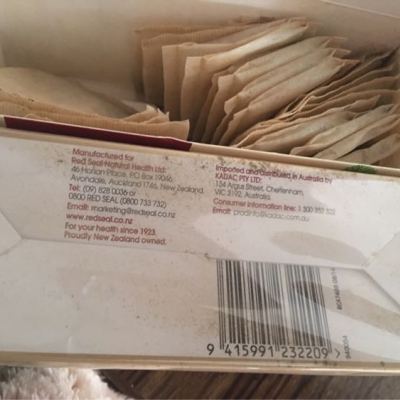 Manufactured for
Red Seal Natural Health Ltd:
46 Harlan Place, PO Box 19046
Avondale, Auckland 1746, New Zealand.
Tel: (09) 828 0036 or
0800 RED SEAL (0800 733 732)
Email: marketing@redseal.co.nz
www.redseal.co.nz
For your health since 1923.
Proudly New Zealand owned.
Imported and distributed in Australia by
KADAC PTY LTD:
134 Argus Street, Cheltenham,
VIC 3192, Australia.
Consumer information line: 1 300
Email: prodinfo@kadac.com.au
9 415991 232209 >